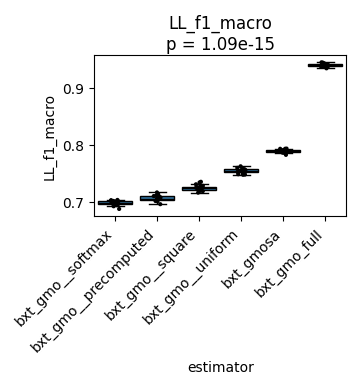 LL_f1_macro
p = 1.09e-15
LL_f1_macro
0.9
0.8
0.7
bxt_gmo__softmax
bxt_gmo__precomputed
bxt_gmo__square
bxt_gmo__uniform
bxt_gmosa
bxt_gmo_full
estimator